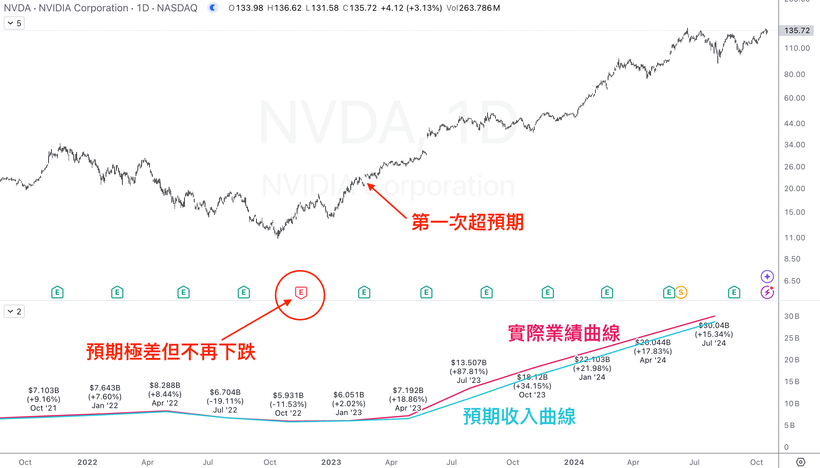 NVDA · NVIDIA Corporation · 1D · NASDAQ O133.98 H136.62 L131.58 C135.72 +4.12 (+3.13%) Vol263.786M
5
135.72
110.00
80.00
60.00
44.00
34.00
26.00
20.00
15.00
11.00
8.50
6.50
NVDA, 1D
NVIDIA Corporation
第一次超預期
E E E E E E E E E E E S E
預期極差但不再下跌
2
實際業績曲線
預期收入曲線
$7.103B
(+9.16%)
Oct '21
$7.643B
(+7.60%)
Jan '22
$8.288B
(+8.44%)
Apr '22
$6.704B
(-19.11%)
Jul '22
$5.931B
(-11.53%)
Oct '22
$6.051B
(+2.02%)
Jan '23
$7.192B
(+18.86%)
Apr '23
$13.507B
(+87.81%)
Jul '23
$18.12B
(+34.15%)
Oct '23
$22.103B
(+21.98%)
Jan '24
$26.044B
(+17.83%)
Apr '24
$30.04B
(+15.34%)
Jul '24
30 B
25 B
20 B
15 B
10 B
5 B
0
Oct 2022 Apr Jul Oct 2023 Apr Jul Oct 2024 Apr Jul Oct